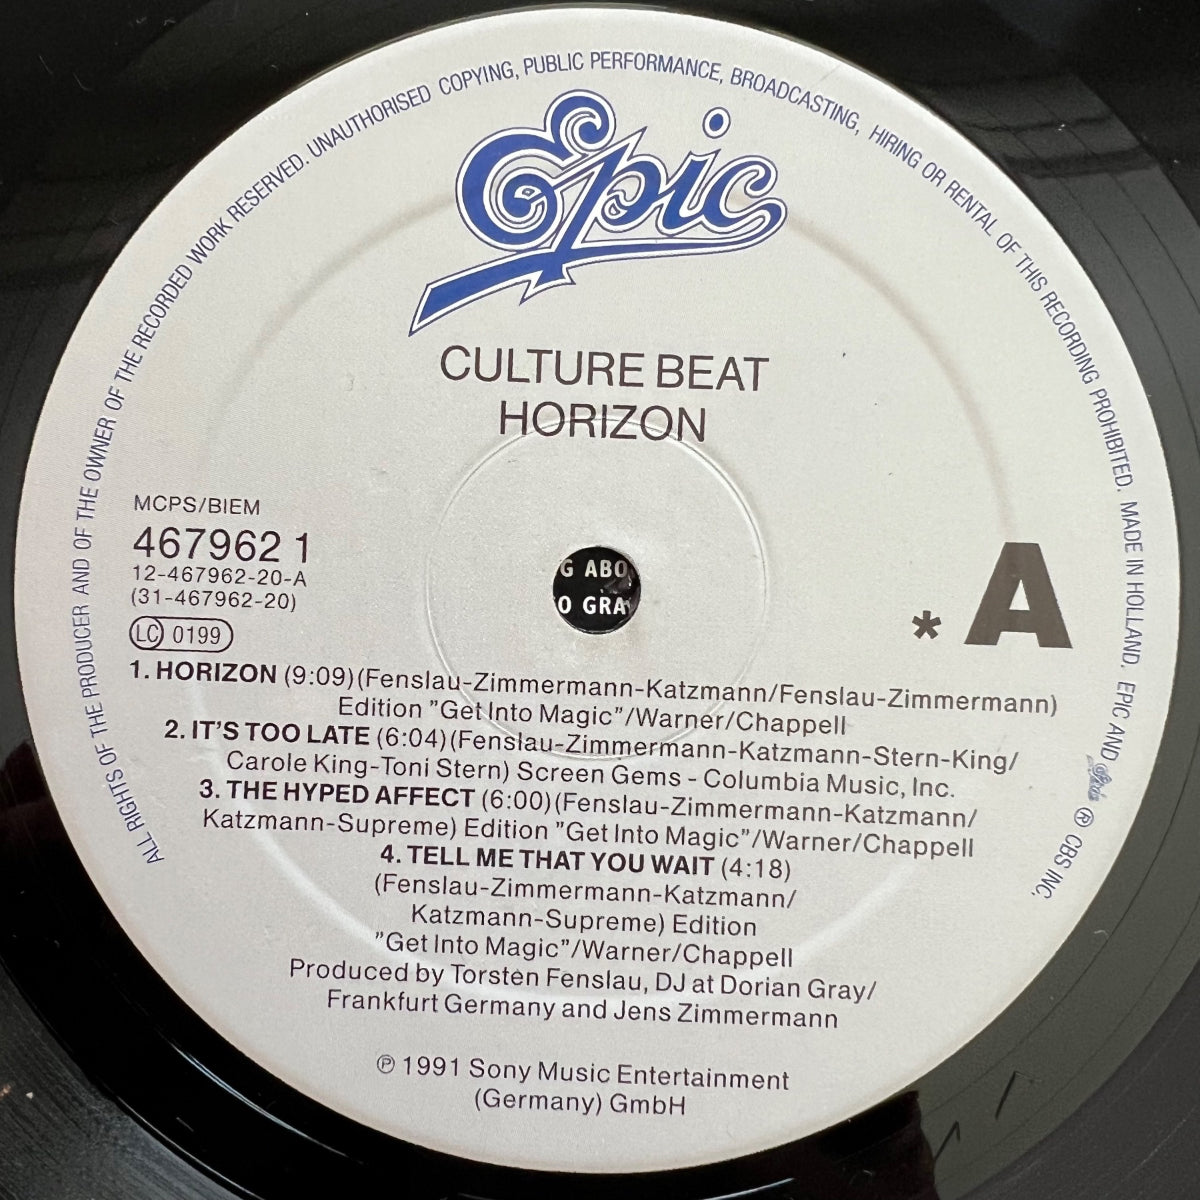 ALL RIGHTS OF THE PRODUCER AND OF THE OWNER OF THE RECORDED WORK RESERVED. UNAUTHORISED COPYING, PUBLIC PERFORMANCE, BROADCASTING, HIRING OR RENTAL OF THIS RECORDING PROHIBITED. MADE IN HOLLAND. EPIC AND Epic ® CBS INC.
Epic
CULTURE BEAT
HORIZON
MCPS/BIEM
467962 1
12-467962-20-A
(31-467962-20)
LC 0199
* A
G ABO
O GRA
1. HORIZON (9:09) (Fenslau-Zimmermann-Katzmann/Fenslau-Zimmermann)
Edition "Get Into Magic"/Warner/Chappell
2. IT'S TOO LATE (6:04) (Fenslau-Zimmermann-Katzmann-Stern-King/
Carole King-Toni Stern) Screen Gems - Columbia Music, Inc.
3. THE HYPED AFFECT (6:00) (Fenslau-Zimmermann-Katzmann/
Katzmann-Supreme) Edition "Get Into Magic"/Warner/Chappell
4. TELL ME THAT YOU WAIT (4:18)
(Fenslau-Zimmermann-Katzmann/
Katzmann-Supreme) Edition
"Get Into Magic"/Warner/Chappell
Produced by Torsten Fenslau, DJ at Dorian Gray/
Frankfurt Germany and Jens Zimmermann
℗ 1991 Sony Music Entertainment
(Germany) GmbH